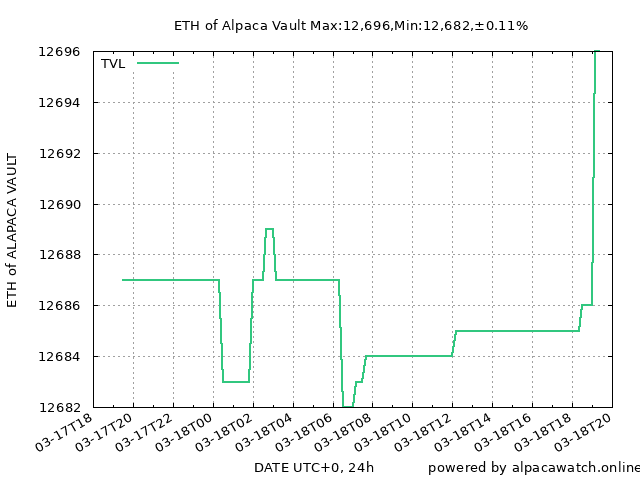 ETH of Alpaca Vault Max:12,696,Min:12,682,±0.11%
TVL
12696
12694
12692
12690
12688
12686
12684
12682
ETH of ALAPACA VAULT
03-17T18
03-17T20
03-17T22
03-18T00
03-18T02
03-18T04
03-18T06
03-18T08
03-18T10
03-18T12
03-18T14
03-18T16
03-18T18
03-18T20
DATE UTC+0, 24h
powered by alpacawatch.online